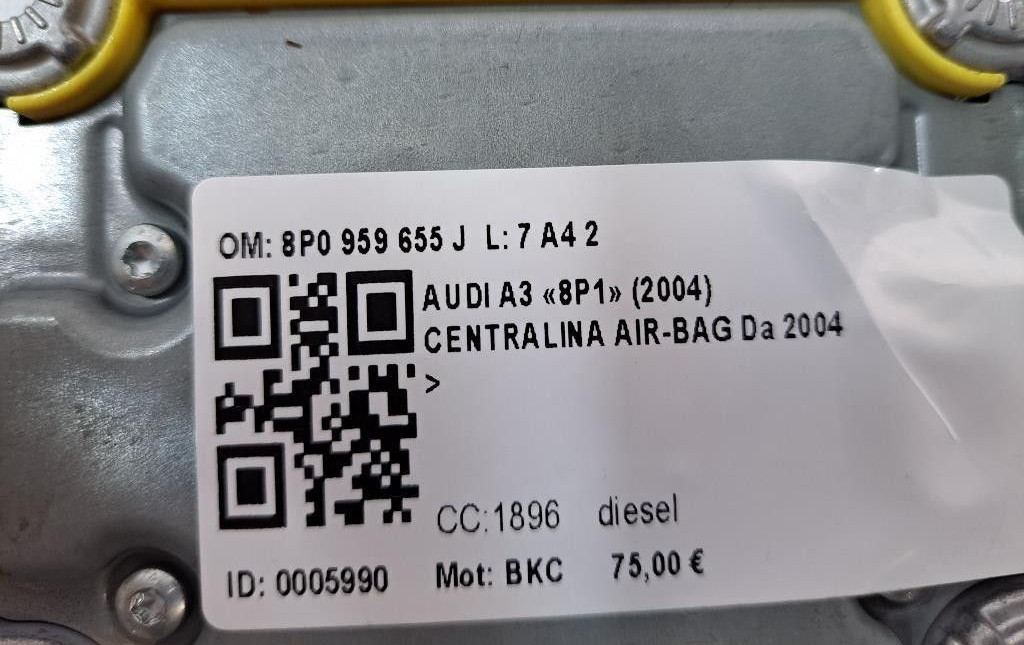 OM: 8P0 959 655 J L: 7 A4 2
AUDI A3 «8P1» (2004)
CENTRALINA AIR-BAG Da 2004
>
CC:1896 diesel
ID: 0005990 Mot: BKC 75,00 €